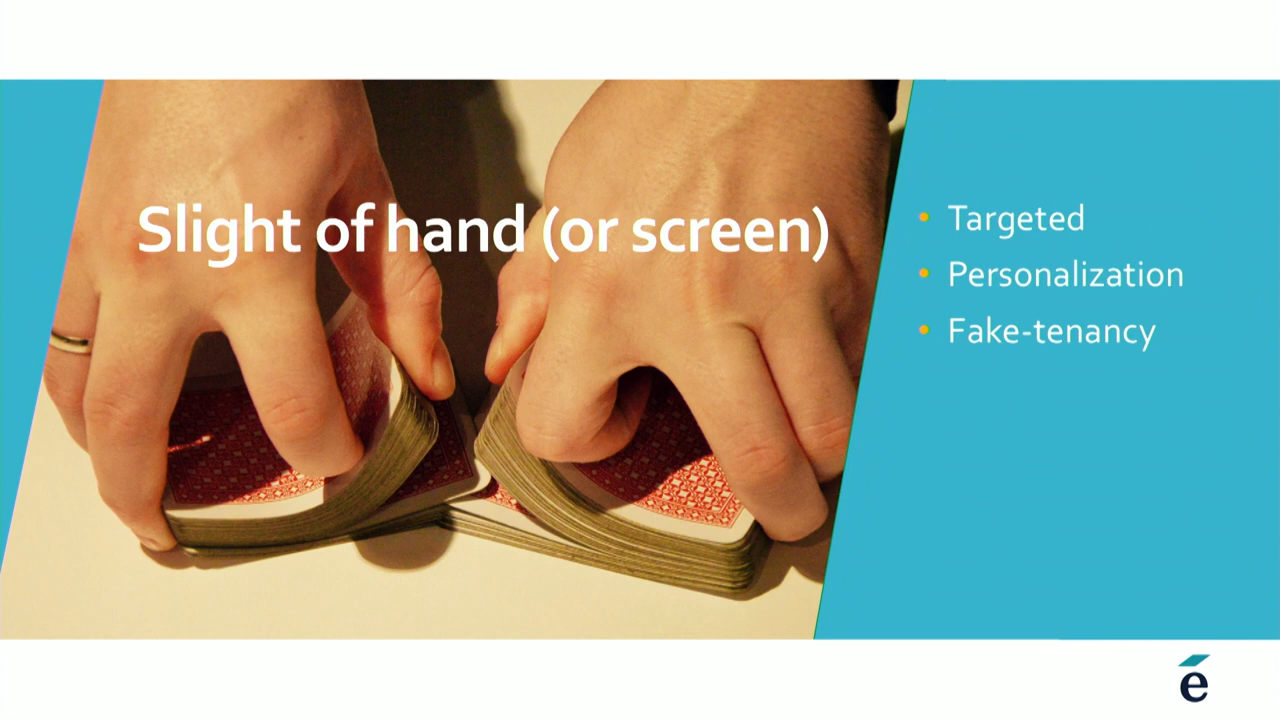 Slight of hand (or screen)
• Targeted
• Personalization
• Fake-tenancy
é